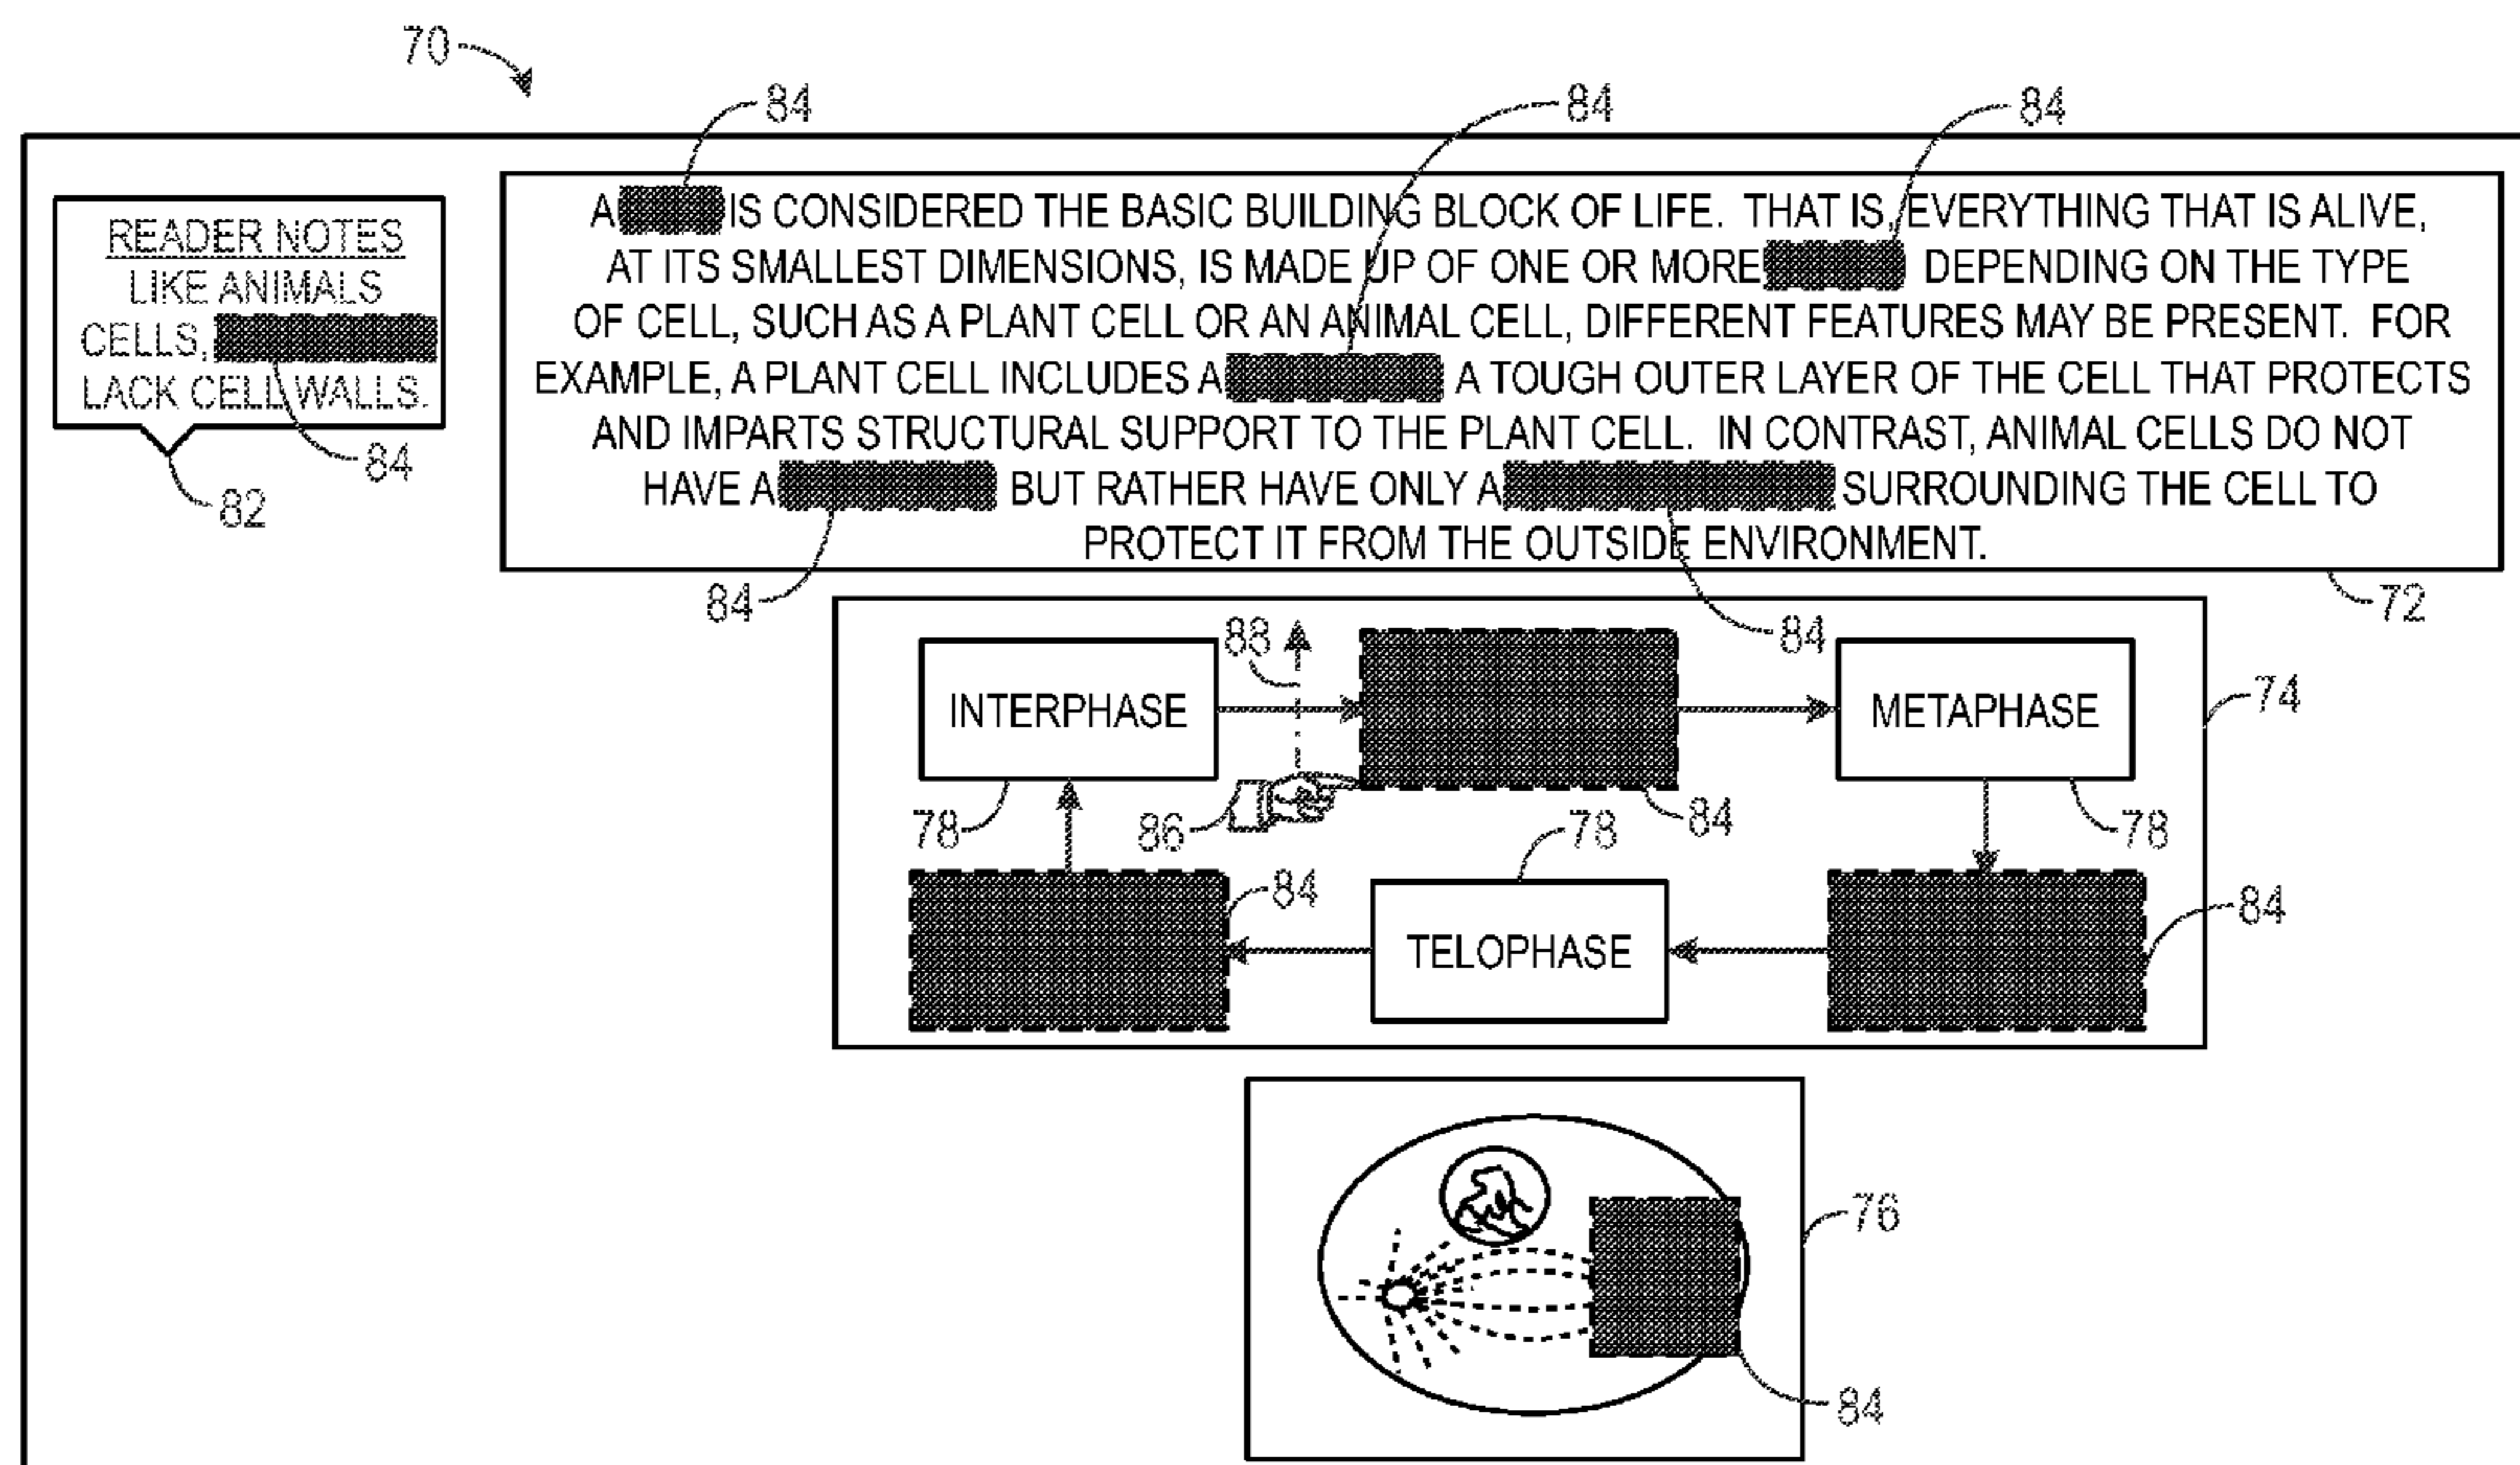 70
84 84 84
READER NOTES
LIKE ANIMALS
CELLS,
LACK CELL WALLS.
84
82
A IS CONSIDERED THE BASIC BUILDING BLOCK OF LIFE. THAT IS, EVERYTHING THAT IS ALIVE,
AT ITS SMALLEST DIMENSIONS, IS MADE UP OF ONE OR MORE DEPENDING ON THE TYPE
OF CELL, SUCH AS A PLANT CELL OR AN ANIMAL CELL, DIFFERENT FEATURES MAY BE PRESENT. FOR
EXAMPLE, A PLANT CELL INCLUDES A A TOUGH OUTER LAYER OF THE CELL THAT PROTECTS
AND IMPARTS STRUCTURAL SUPPORT TO THE PLANT CELL. IN CONTRAST, ANIMAL CELLS DO NOT
HAVE A BUT RATHER HAVE ONLY A SURROUNDING THE CELL TO
PROTECT IT FROM THE OUTSIDE ENVIRONMENT.
84 84 72
88
INTERPHASE METAPHASE 74
78 86 84 78
78
84 TELOPHASE 84
76
84